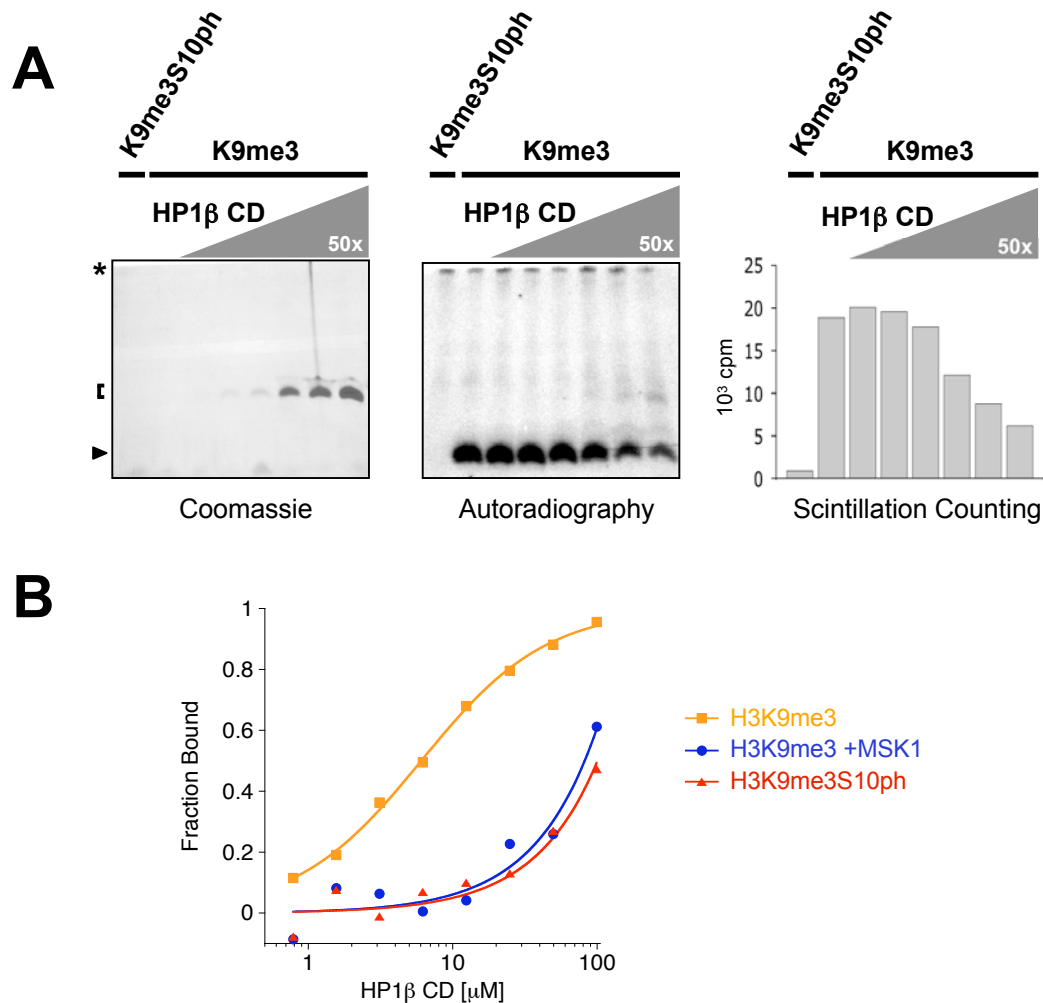 A
K9me3S10ph
K9me3
HP1β CD
50x
*
Coomassie
K9me3S10ph
K9me3
HP1β CD
50x
Autoradiography
K9me3S10ph
K9me3
HP1β CD
50x
25
20
15
10
5
0
10³ cpm
Scintillation Counting
B
1
0.8
0.6
0.4
0.2
0
Fraction Bound
1 10 100
HP1β CD [μM]
H3K9me3
H3K9me3 +MSK1
H3K9me3S10ph